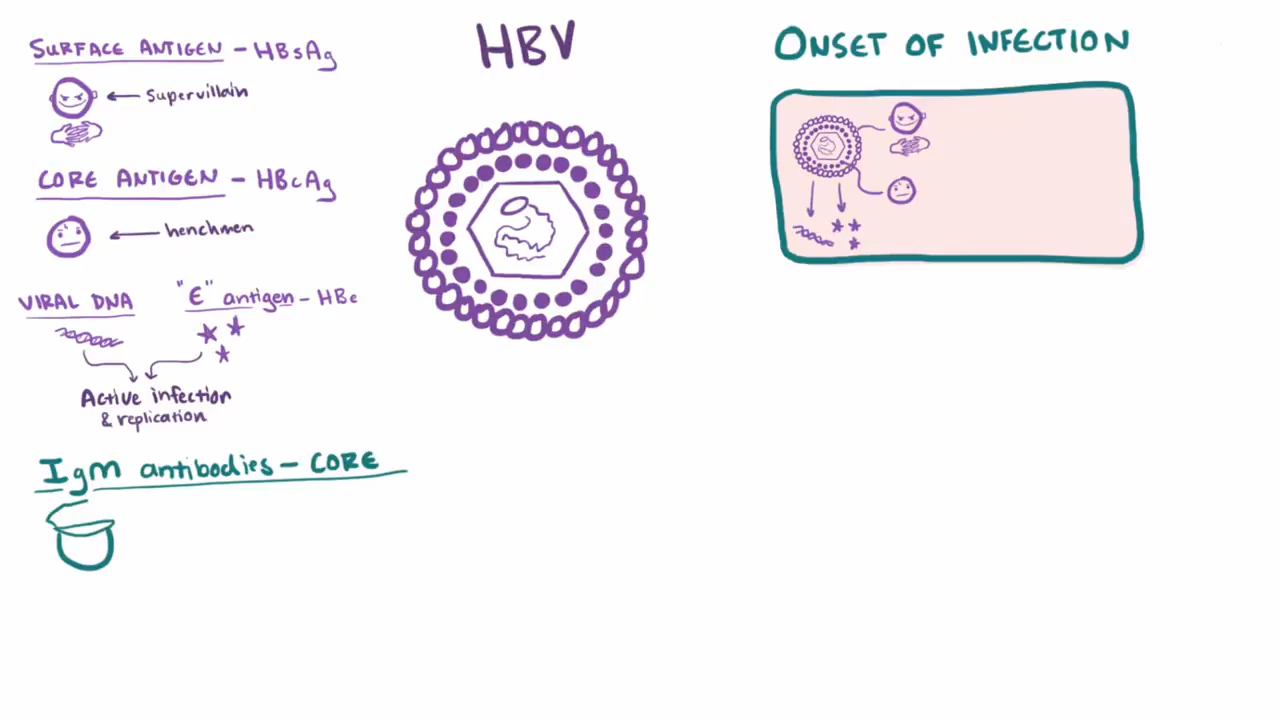 SURFACE ANTIGEN - HBsAg
Supervillain
CORE ANTIGEN - HBcAg
henchmen
VIRAL DNA
"E" antigen - HBe
Active infection
& replication
IgM antibodies - CORE
HBV
ONSET OF INFECTION